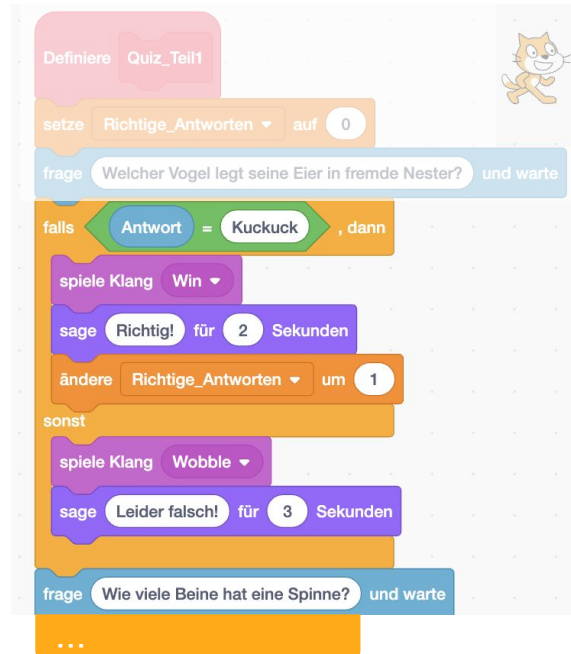 Definiere Quiz_Teil1
setze Richtige_Antworten auf 0
frage Welcher Vogel legt seine Eier in fremde Nester? und warte
falls Antwort = Kuckuck , dann
spiele Klang Win
sage Richtig! für 2 Sekunden
ändere Richtige_Antworten um 1
sonst
spiele Klang Wobble
sage Leider falsch! für 3 Sekunden
frage Wie viele Beine hat eine Spinne? und warte
...